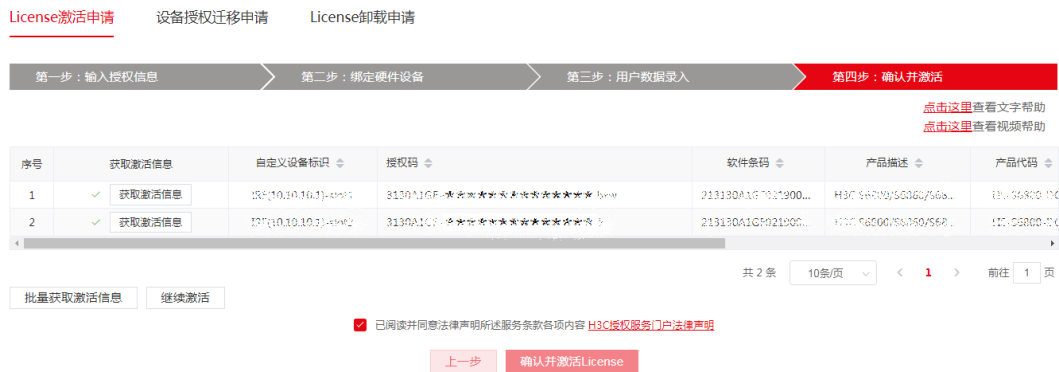 License激活申请 设备授权迁移申请 License卸载申请
第一步：输入授权信息 第二步：绑定硬件设备 第三步：用户数据录入 第四步：确认并激活
点击这里查看文字帮助
点击这里查看视频帮助
序号 获取激活信息 自定义设备标识 授权码 软件条码 产品描述 产品代码
1 获取激活信息
2 获取激活信息
共 2 条 10条/页 < 1 > 前往 1 页
批量获取激活信息 继续激活
已阅读并同意法律声明所述服务条款各项内容 H3C授权服务门户法律声明
上一步 确认并激活License